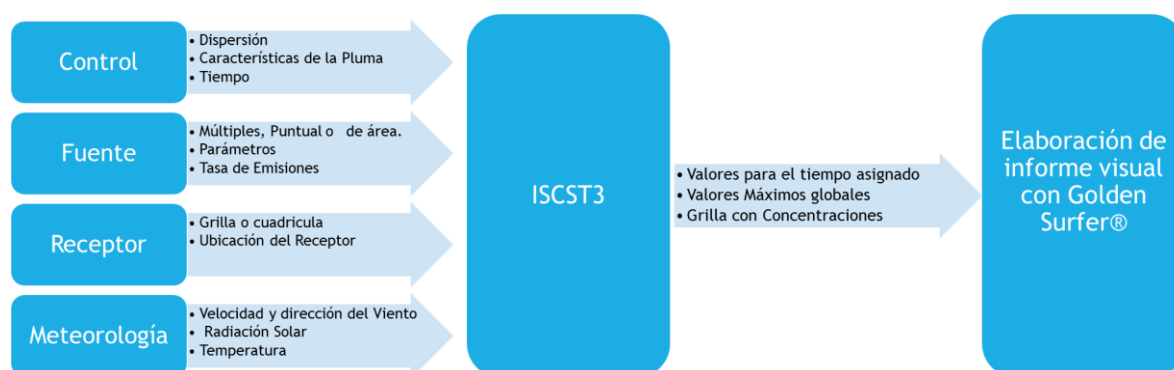 Control
• Dispersión
• Características de la Pluma
• Tiempo
Fuente
• Múltiples, Puntual o de área.
• Parámetros
• Tasa de Emisiones
Receptor
• Grilla o cuadricula
• Ubicación del Receptor
Meteorología
• Velocidad y dirección del Viento
• Radiación Solar
• Temperatura
ISCST3
• Valores para el tiempo asignado
• Valores Máximos globales
• Grilla con Concentraciones
Elaboración de
informe visual
con Golden
Surfer®